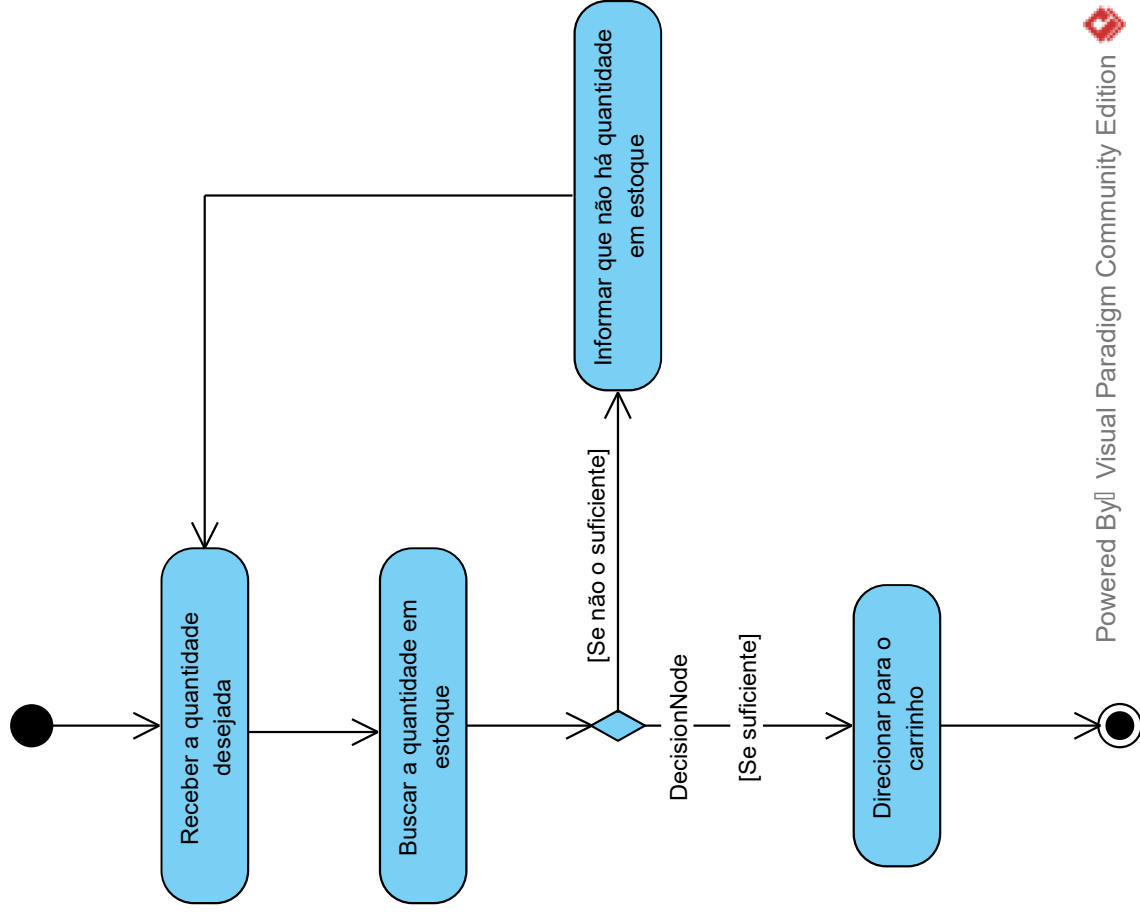 Receber a quantidade
desejada
Buscar a quantidade em
estoque
[Se não o suficiente]
Informar que não há quantidade
em estoque
DecisionNode
[Se suficiente]
Direcionar para o
carrinho
Powered By Visual Paradigm Community Edition